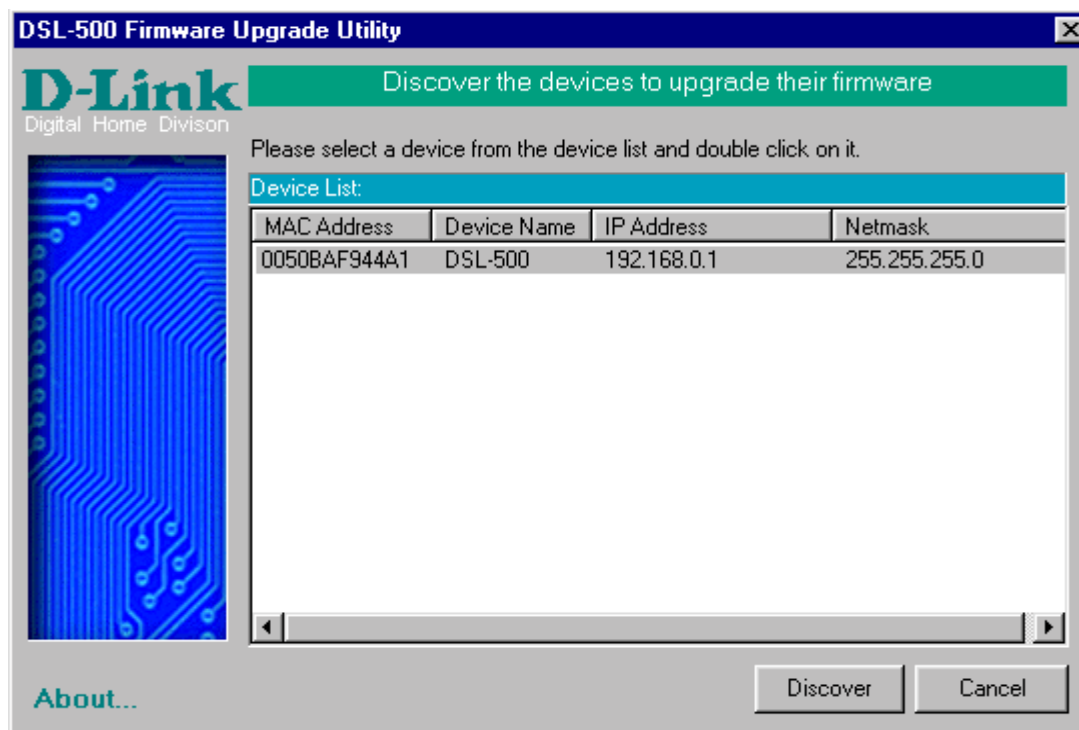 DSL-500 Firmware Upgrade Utility
D-Link
Digital Home Divison
Discover the devices to upgrade their firmware
Please select a device from the device list and double click on it.
Device List:
MAC Address Device Name IP Address Netmask
0050BAF944A1 DSL-500 192.168.0.1 255.255.255.0
About...
Discover Cancel